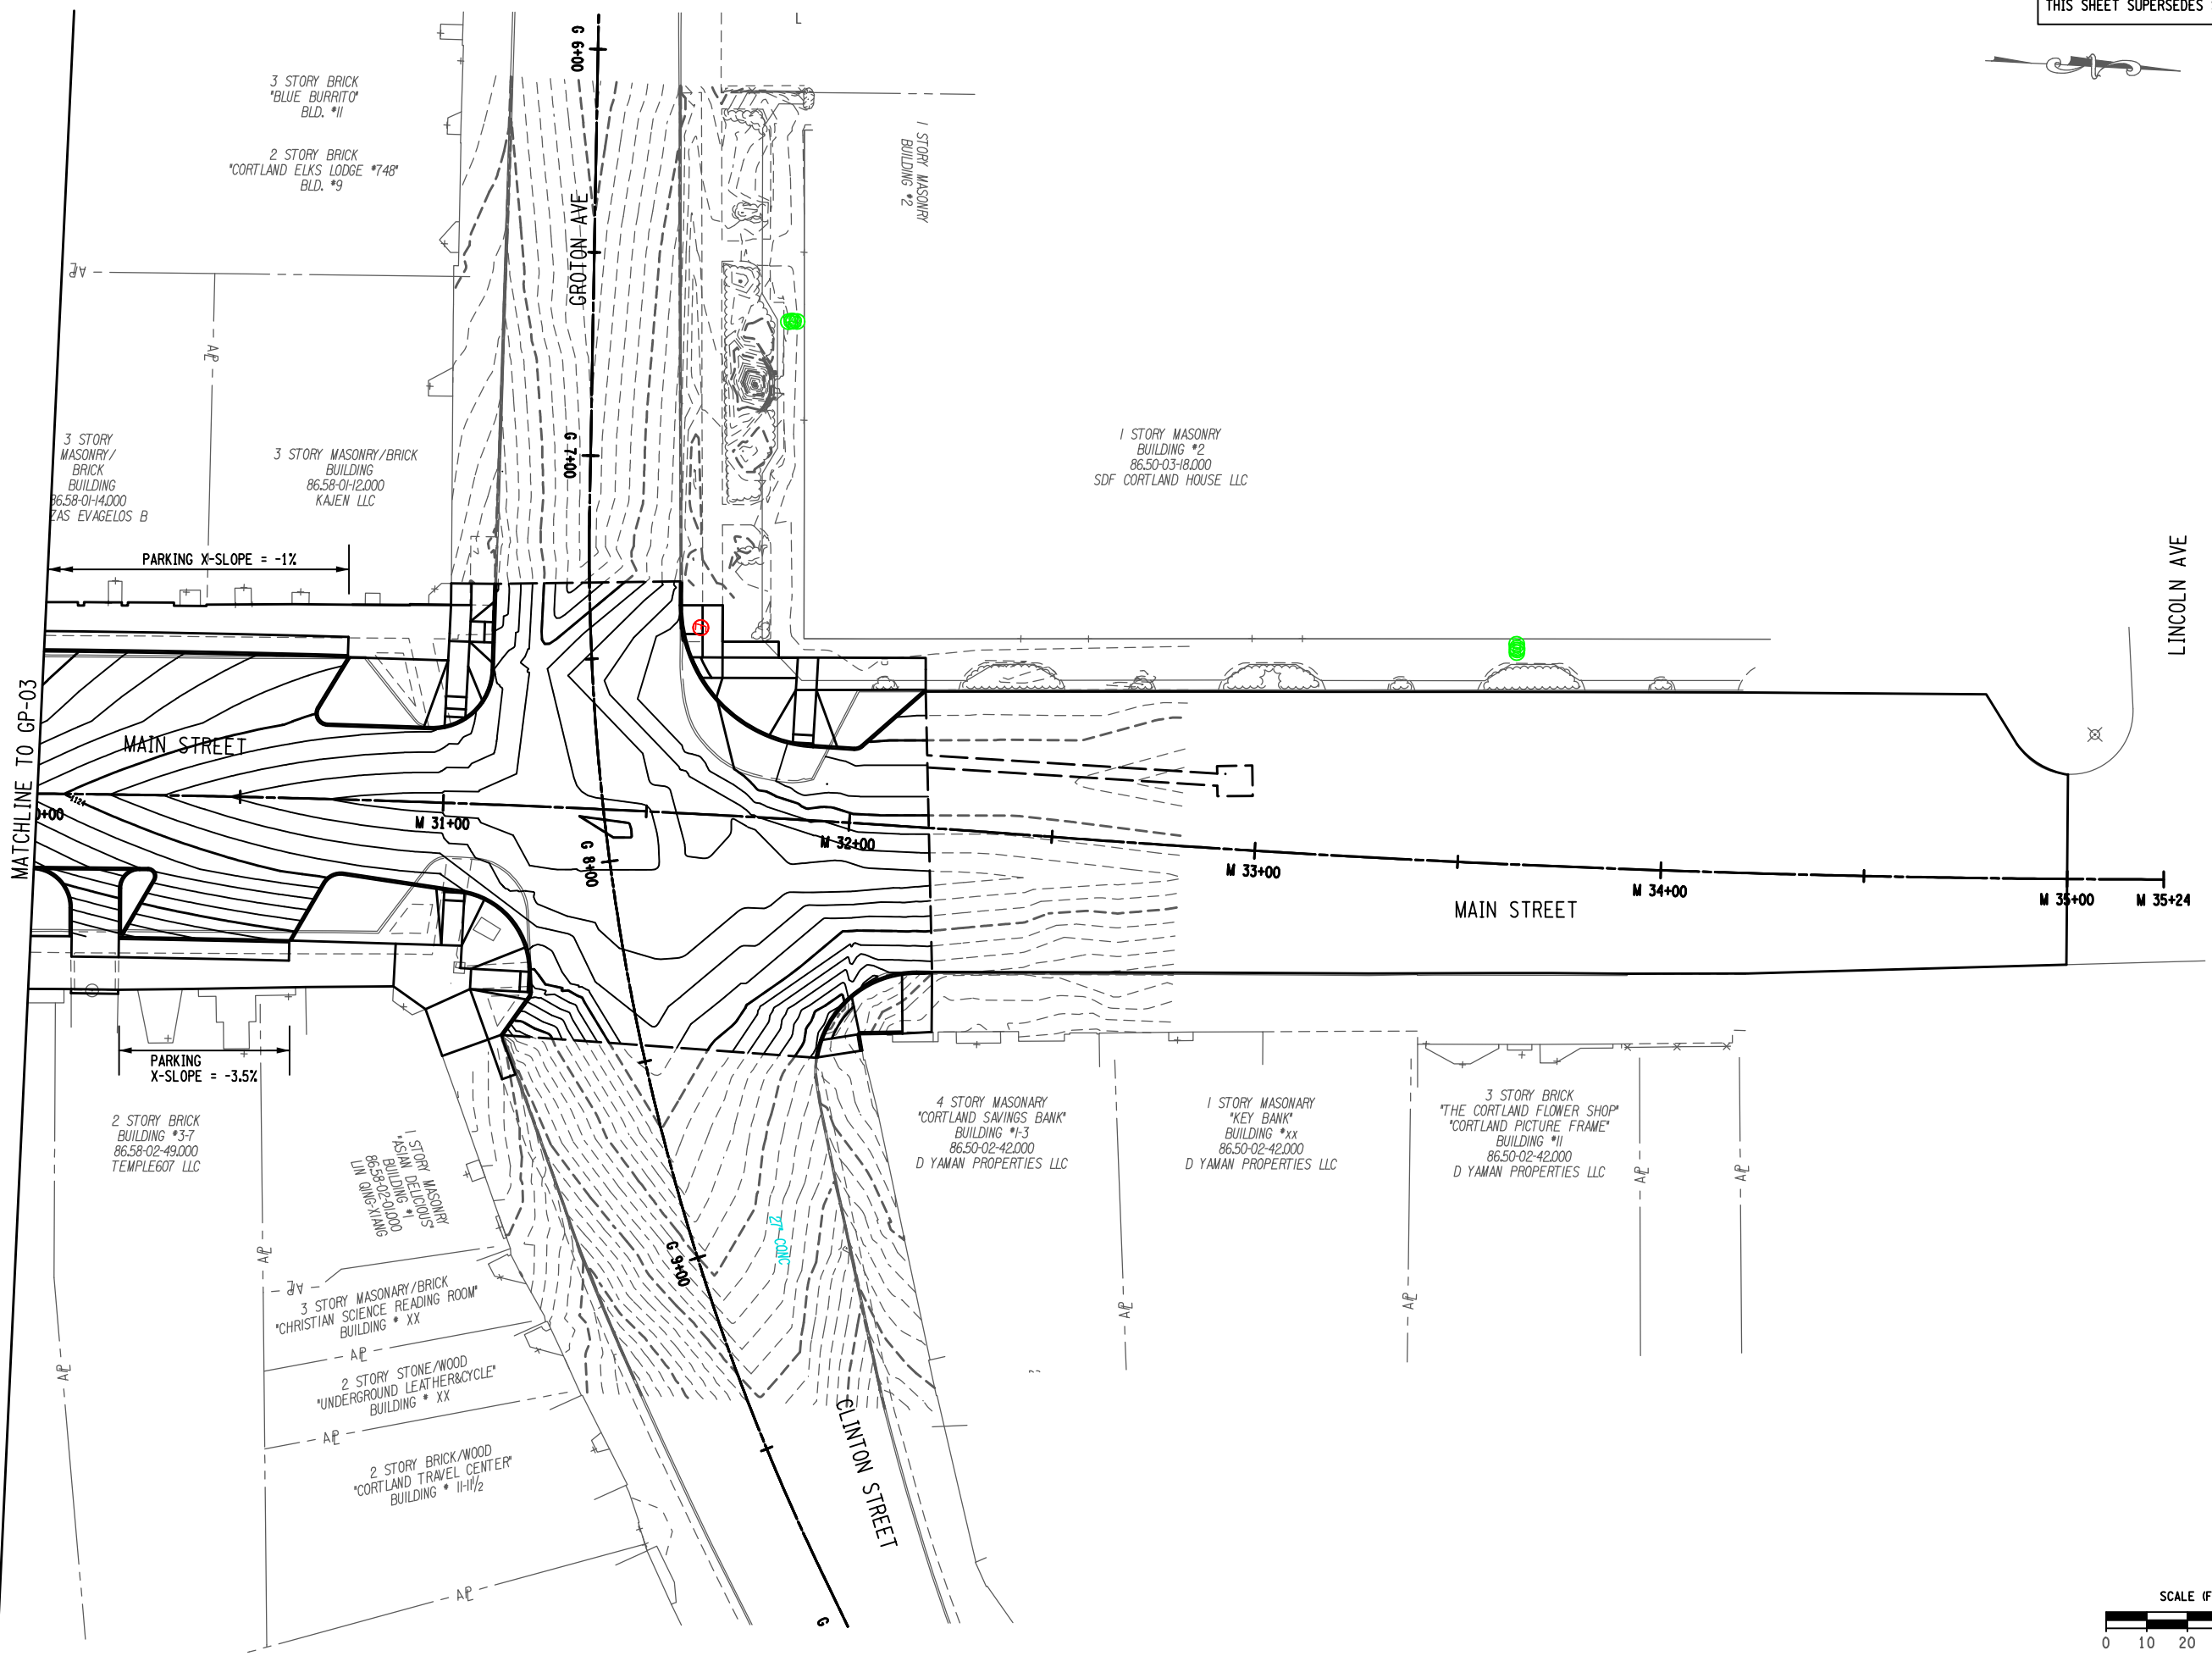 THIS SHEET SUPERSEDES
G 6+00
3 STORY BRICK
"BLUE BURRITO"
BLD. #11
2 STORY BRICK
"CORTLAND ELKS LODGE #748"
BLD. #9
1 STORY MASONRY
BUILDING #2
GROTON AVE
G 7+00
3 STORY
MASONRY/
BRICK
BUILDING
86.58-01-14.000
ZAS EVAGELOS B
3 STORY MASONRY/BRICK
BUILDING
86.58-01-12.000
KAJEN LLC
1 STORY MASONRY
BUILDING #2
86.50-03-18.000
SDF CORTLAND HOUSE LLC
PARKING X-SLOPE = -1%
LINCOLN AVE
MATCHLINE TO GP-03
MAIN STREET
0+00
M 31+00
M 32+00
G 8+00
M 33+00
M 34+00
M 35+00
M 35+24
MAIN STREET
PARKING
X-SLOPE = -3.5%
2 STORY BRICK
BUILDING #3-7
86.58-02-49.000
TEMPLE607 LLC
1 STORY MASONRY
"ASIAN DELICIOUS"
BUILDING #1
86.58-02-01.000
LIN QING-XIANG
4 STORY MASONARY
"CORTLAND SAVINGS BANK"
BUILDING #1-3
86.50-02-42.000
D YAMAN PROPERTIES LLC
1 STORY MASONARY
"KEY BANK"
BUILDING #xx
86.50-02-42.000
D YAMAN PROPERTIES LLC
3 STORY BRICK
"THE CORTLAND FLOWER SHOP"
"CORTLAND PICTURE FRAME"
BUILDING #11
86.50-02-42.000
D YAMAN PROPERTIES LLC
27" CONC
G 9+00
3 STORY MASONARY/BRICK
"CHRISTIAN SCIENCE READING ROOM"
BUILDING # XX
2 STORY STONE/WOOD
"UNDERGROUND LEATHER&CYCLE"
BUILDING # XX
2 STORY BRICK/WOOD
"CORTLAND TRAVEL CENTER"
BUILDING # 11-11 1/2
CLINTON STREET
G
SCALE (F
0 10 20